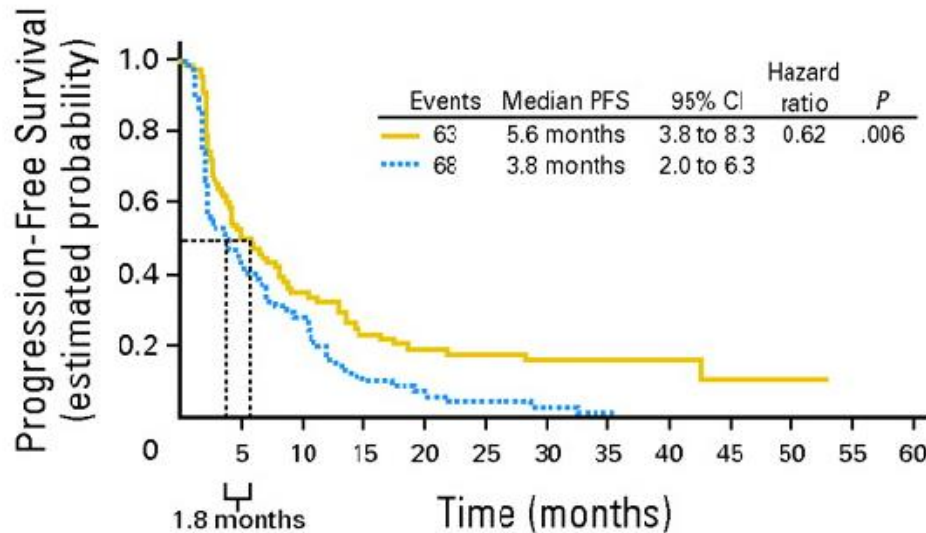 Progression-Free Survival
(estimated probability)
1.0
0.8
0.6
0.4
0.2
0
Hazard
Events Median PFS 95% CI ratio P
63 5.6 months 3.8 to 8.3 0.62 .006
68 3.8 months 2.0 to 6.3
5 10 15 20 25 30 35 40 45 50 55 60
1.8 months
Time (months)